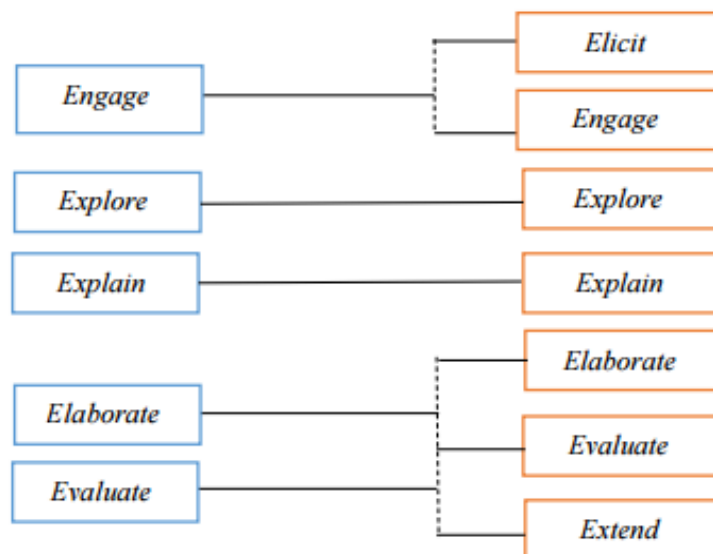 Elicit
Engage
Engage
Explore
Explore
Explain
Explain
Elaborate
Elaborate
Evaluate
Evaluate
Extend